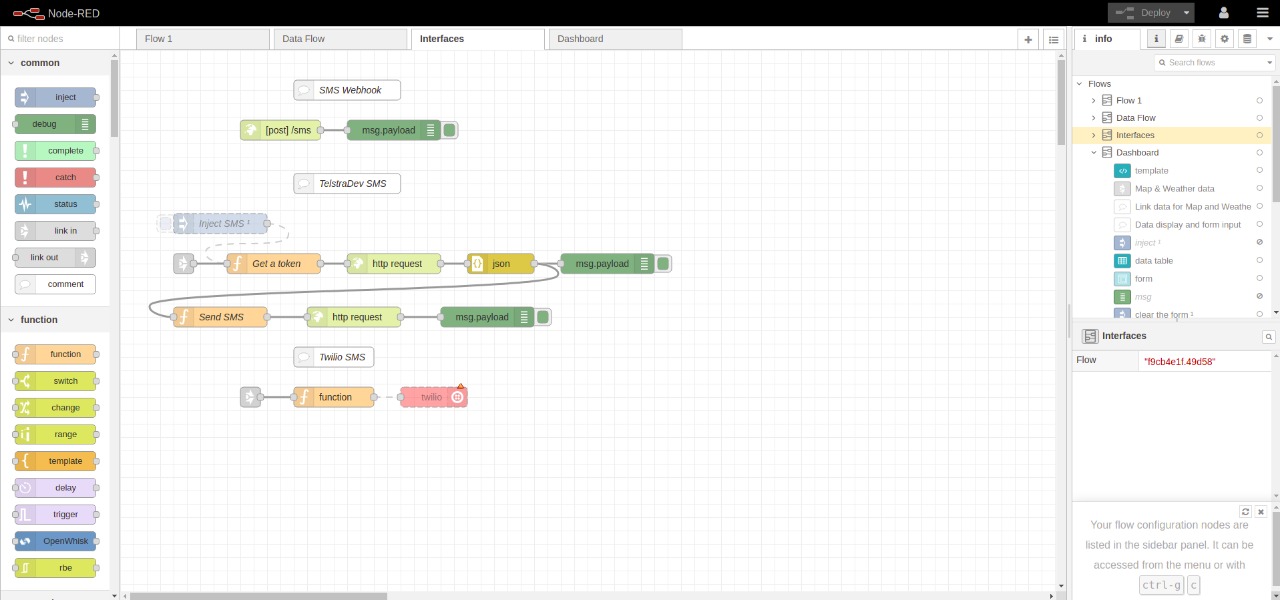 Node-RED
Deploy
filter nodes
Flow 1
Data Flow
Interfaces
Dashboard
info
common
inject
debug
complete
catch
status
link in
link out
comment
function
function
switch
change
range
template
delay
trigger
OpenWhisk
rbe
SMS Webhook
[post] /sms
msg.payload
TelstraDev SMS
Inject SMS ¹
Get a token
http request
json
msg.payload
Send SMS
http request
msg.payload
Twilio SMS
function
twilio
Search flows
Flows
Flow 1
Data Flow
Interfaces
Dashboard
template
Map & Weather data
Link data for Map and Weathe
Data display and form input
inject ¹
data table
form
msg
clear the form ¹
Interfaces
Flow
"f9cb4e1f.49d58"
Your flow configuration nodes are
listed in the sidebar panel. It can be
accessed from the menu or with
ctrl-g c